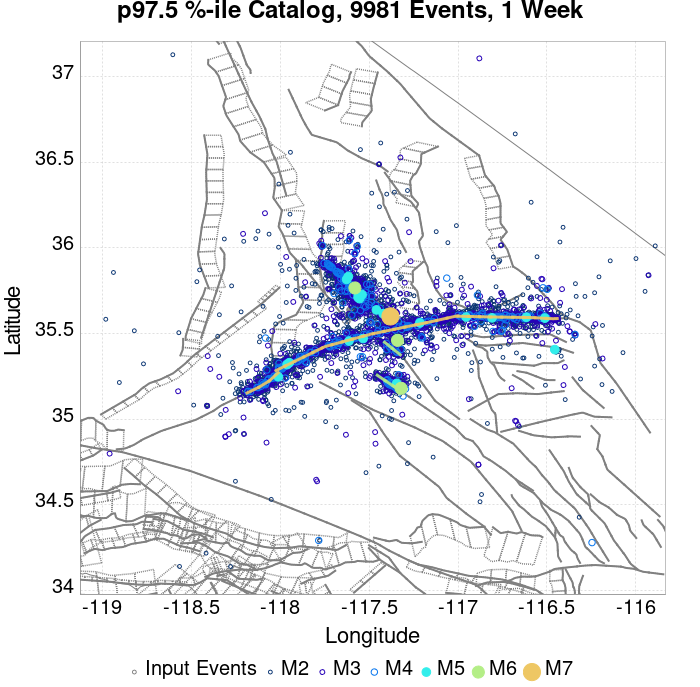 p97.5 %-ile Catalog, 9981 Events, 1 Week
37
36.5
36
35.5
35
34.5
34
Latitude
-119 -118.5 -118 -117.5 -117 -116.5 -116
Longitude
Input Events M2 M3 M4 M5 M6 M7